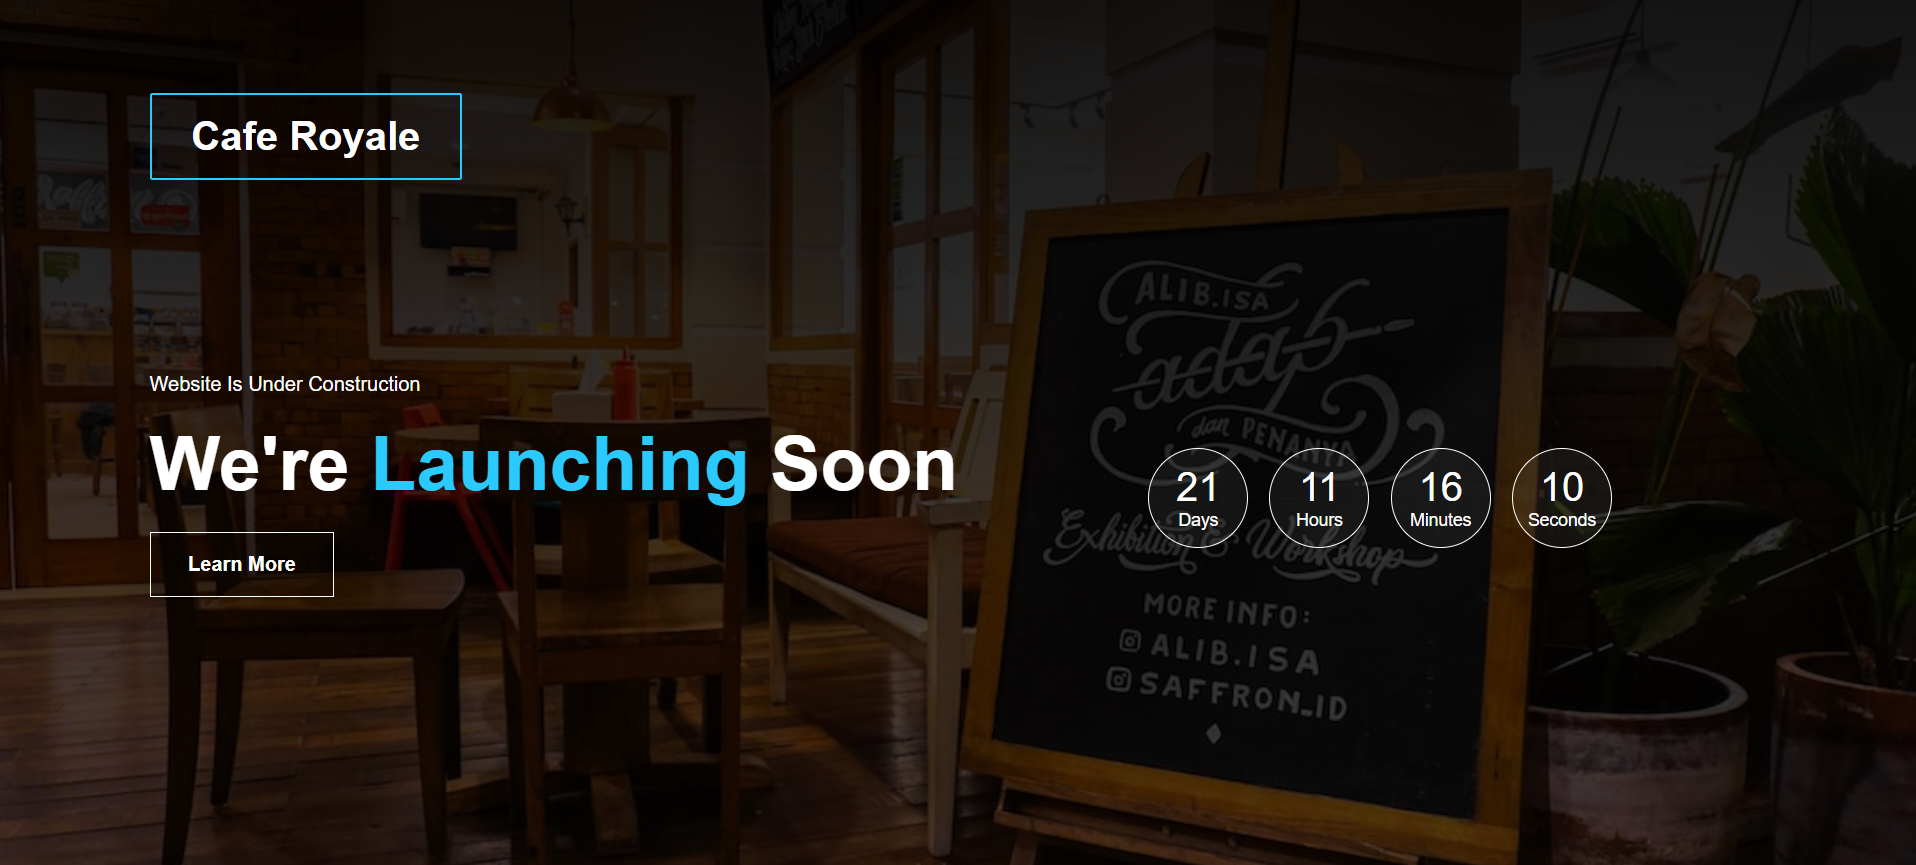 Cafe Royale
Website Is Under Construction
We're Launching Soon
Learn More
21
Days
11
Hours
16
Minutes
10
Seconds
ALIB.ISA
adab
dan PENANYA
Exhibition & Workshop
MORE INFO:
ALIB.ISA
SAFFRON_ID